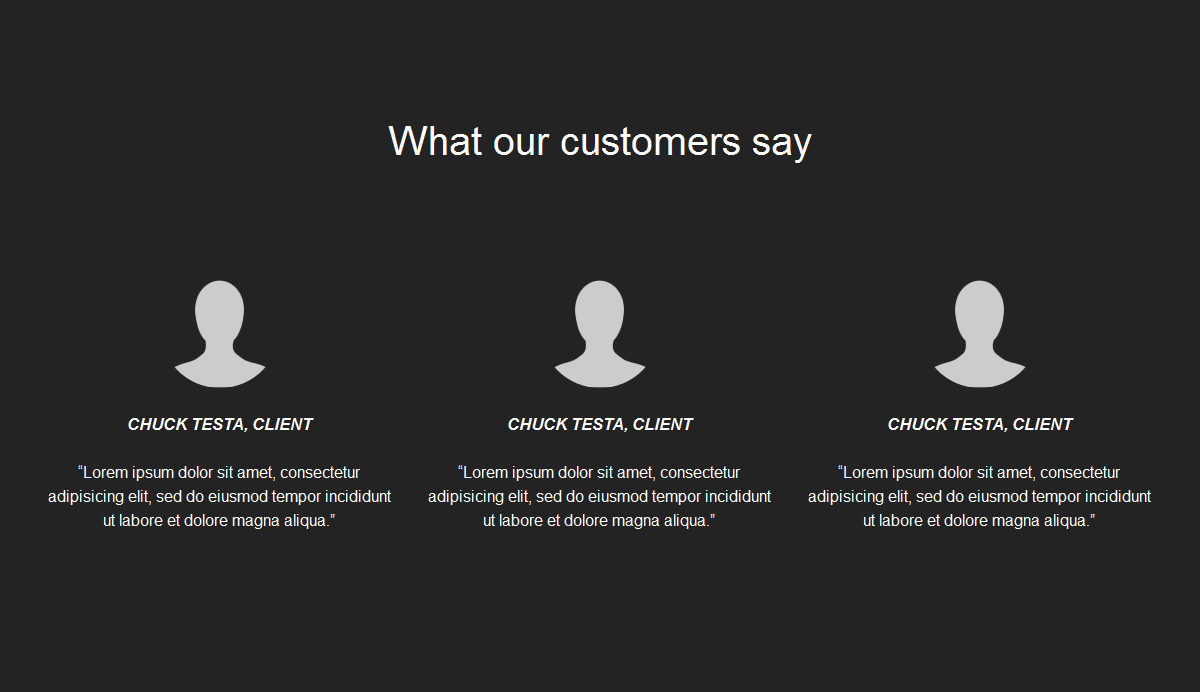 What our customers say
CHUCK TESTA, CLIENT
“Lorem ipsum dolor sit amet, consectetur
adipisicing elit, sed do eiusmod tempor incididunt
ut labore et dolore magna aliqua.”
CHUCK TESTA, CLIENT
“Lorem ipsum dolor sit amet, consectetur
adipisicing elit, sed do eiusmod tempor incididunt
ut labore et dolore magna aliqua.”
CHUCK TESTA, CLIENT
“Lorem ipsum dolor sit amet, consectetur
adipisicing elit, sed do eiusmod tempor incididunt
ut labore et dolore magna aliqua.”